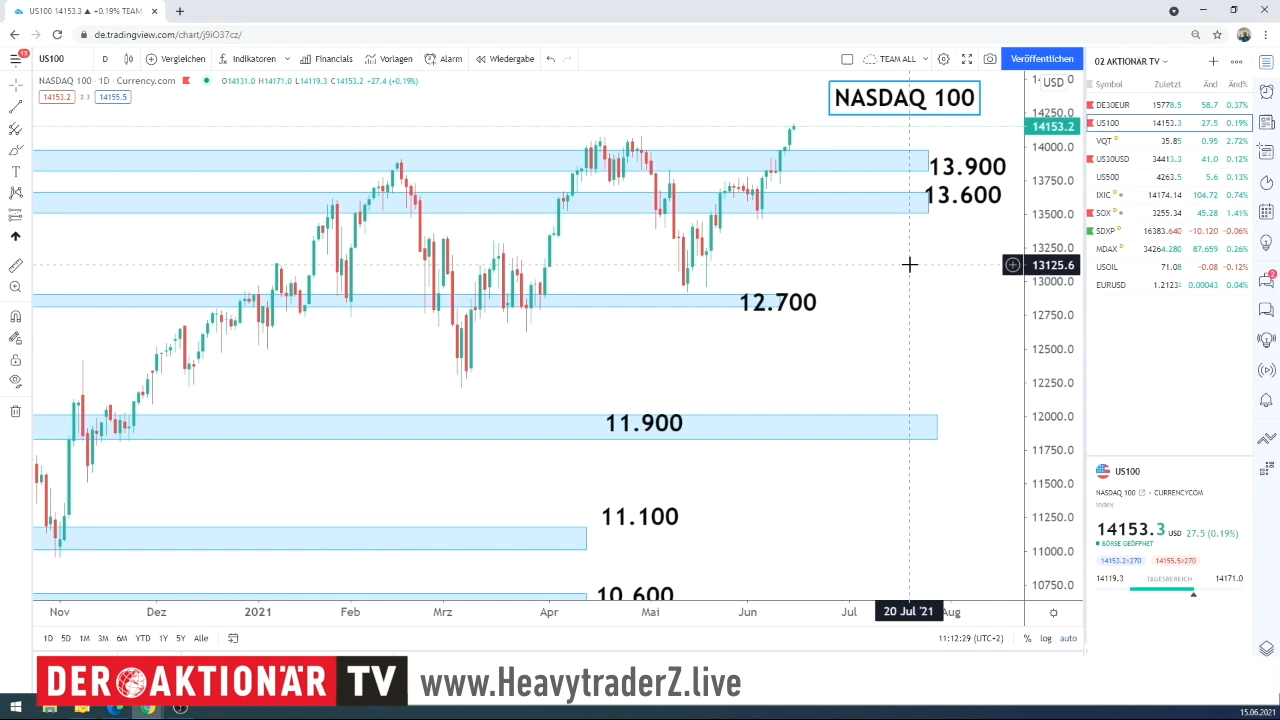 US100 14153.2 ▲ +0.19% TEAM
de.tradingview.com/chart/j9iO37cz/
13
US100 D Vergleichen Indikatoren Financials Vorlagen Alarm Wiedergabe TEAM ALL Veröffentlichen
NASDAQ 100 · 1D · Currency.com O14131.0 H14171.0 L14119.3 C14153.2 +27.4 (+0.19%)
14153.2 2.3 14155.5
USD
NASDAQ 100
14250.0
14153.2
14000.0
13.900
13750.0
13.600
13500.0
13250.0
13125.6
13000.0
12.700
12750.0
12500.0
12250.0
12000.0
11.900
11750.0
11500.0
11.100
11250.0
11000.0
10750.0
10.600
Nov Dez 2021 Feb Mrz Apr Mai Jun Jul 20 Jul '21 Aug
1D 5D 1M 3M 6M YTD 1Y 5Y Alle
11:12:29 (UTC+2) % log auto
02 AKTIONAR TV
Symbol Zuletzt Änd Änd%
DE30EUR 15778.5 58.7 0.37%
US100 14153.3 27.5 0.19%
VQT D 35.85 0.95 2.72%
US30USD 34413.3 41.0 0.12%
US500 4263.5 5.6 0.13%
IXIC D 14174.14 104.72 0.74%
SOX D 3255.34 45.28 1.41%
SDXP D 16383.640 −10.120 −0.06%
MDAX D 34264.280 87.659 0.26%
USOIL 71.08 −0.08 −0.12%
EURUSD 1.2123 0.00043 0.04%
2
US100
NASDAQ 100 • CURRENCYCOM
Index
14153.3 USD 27.5 (0.19%)
BÖRSE GEÖFFNET
14153.2×270 14155.5×270
14119.3 TAGESBEREICH 14171.0
DER AKTIONÄR TV www.HeavytraderZ.live
15.06.2021